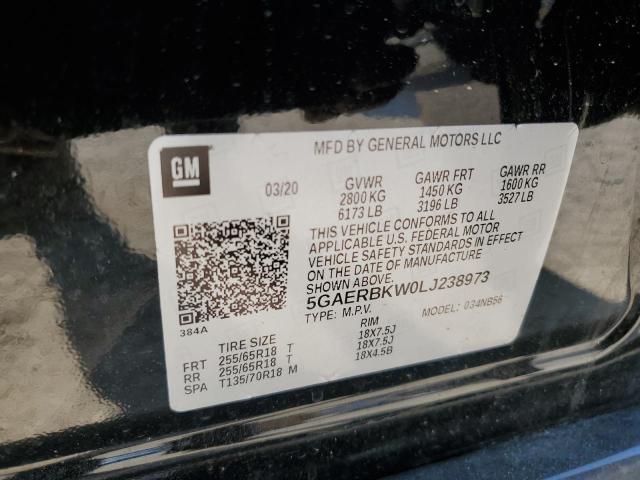 GM
MFD BY GENERAL MOTORS LLC
03/20 GVWR GAWR FRT GAWR RR
2800 KG 1450 KG 1600 KG
6173 LB 3196 LB 3527 LB
THIS VEHICLE CONFORMS TO ALL
APPLICABLE U.S. FEDERAL MOTOR
VEHICLE SAFETY STANDARDS IN EFFECT
ON THE DATE OF MANUFACTURE
5GAERBKW0LJ238973
384A
TYPE: M.P.V. MODEL: 034NB56
TIRE SIZE RIM
FRT 255/65R18 T 18X7.5J
RR 255/65R18 T 18X7.5J
SPA T135/70R18 M 18X4.5B